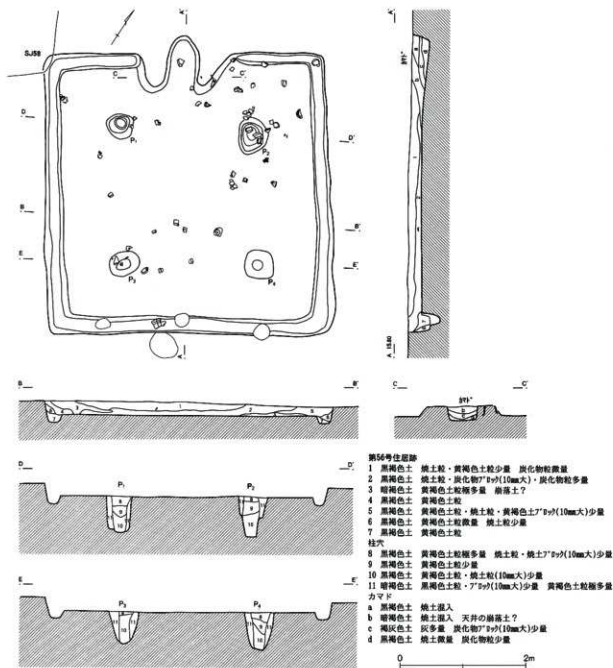 A'
A'
SJ58
カマド
C
C'
D
D'
P₁
P₂
B
B'
E
E'
P₃
P₄
A
A 15.80
B
B'
C
C'
カマド
D
D'
P₁
P₂
E
E'
P₃
P₄
第56号住居跡
1 黒褐色土 焼土粒・黄褐色土粒少量 炭化物粒微量
2 黒褐色土 焼土粒・炭化物ブロック(10mm大)・炭化物粒多量
3 暗褐色土 黄褐色土粒極多量 崩落土?
4 黒褐色土 黄褐色土粒
5 黒褐色土 黄褐色土粒・焼土粒・黄褐色土ブロック(10mm大)少量
6 黒褐色土 黄褐色土粒微量 焼土粒少量
7 黒褐色土 黄褐色土粒
柱穴
8 黒褐色土 黄褐色土粒極多量 焼土粒・焼土ブロック(10mm大)少量
9 黒褐色土 黄褐色土粒少量
10 黒褐色土 黄褐色土粒・焼土粒(10mm大)少量
11 暗褐色土 黒褐色土粒・ブロック(10mm大)少量 黄褐色土粒極多量
カマド
a 黒褐色土 焼土混入
b 暗褐色土 焼土混入 天井の崩落土?
c 褐灰色土 灰多量 炭化物ブロック(10mm大)少量
d 黒褐色土 焼土微量 炭化物粒少量
0 2m